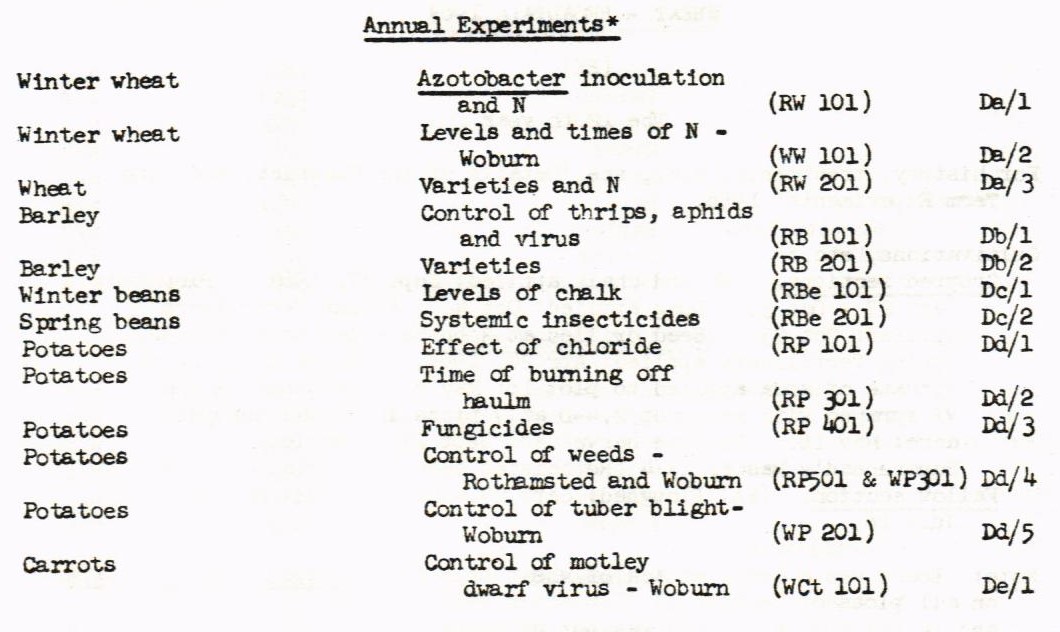 Annual Experiments*
Winter wheat Azotobacter inoculation
and N (RW 101) Da/1
Winter wheat Levels and times of N -
Woburn (WW 101) Da/2
Wheat Varieties and N (RW 201) Da/3
Barley Control of thrips, aphids
and virus (RB 101) Db/1
Barley Varieties (RB 201) Db/2
Winter beans Levels of chalk (RBe 101) Dc/1
Spring beans Systemic insecticides (RBe 201) Dc/2
Potatoes Effect of chloride (RP 101) Dd/1
Potatoes Time of burning off
haulm (RP 301) Dd/2
Potatoes Fungicides (RP 401) Dd/3
Potatoes Control of weeds -
Rothamsted and Woburn (RP501 & WP301) Dd/4
Potatoes Control of tuber blight-
Woburn (WP 201) Dd/5
Carrots Control of motley
dwarf virus - Woburn (WCt 101) De/1